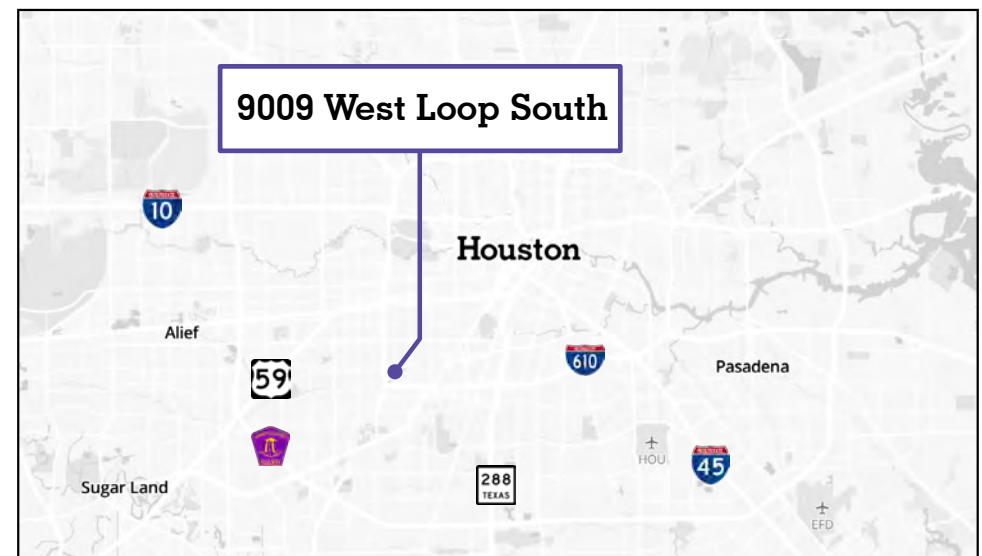 9009 West Loop South
10
Houston
Alief
59
610
Pasadena
HOU
45
Sugar Land
288
TEXAS
EFD